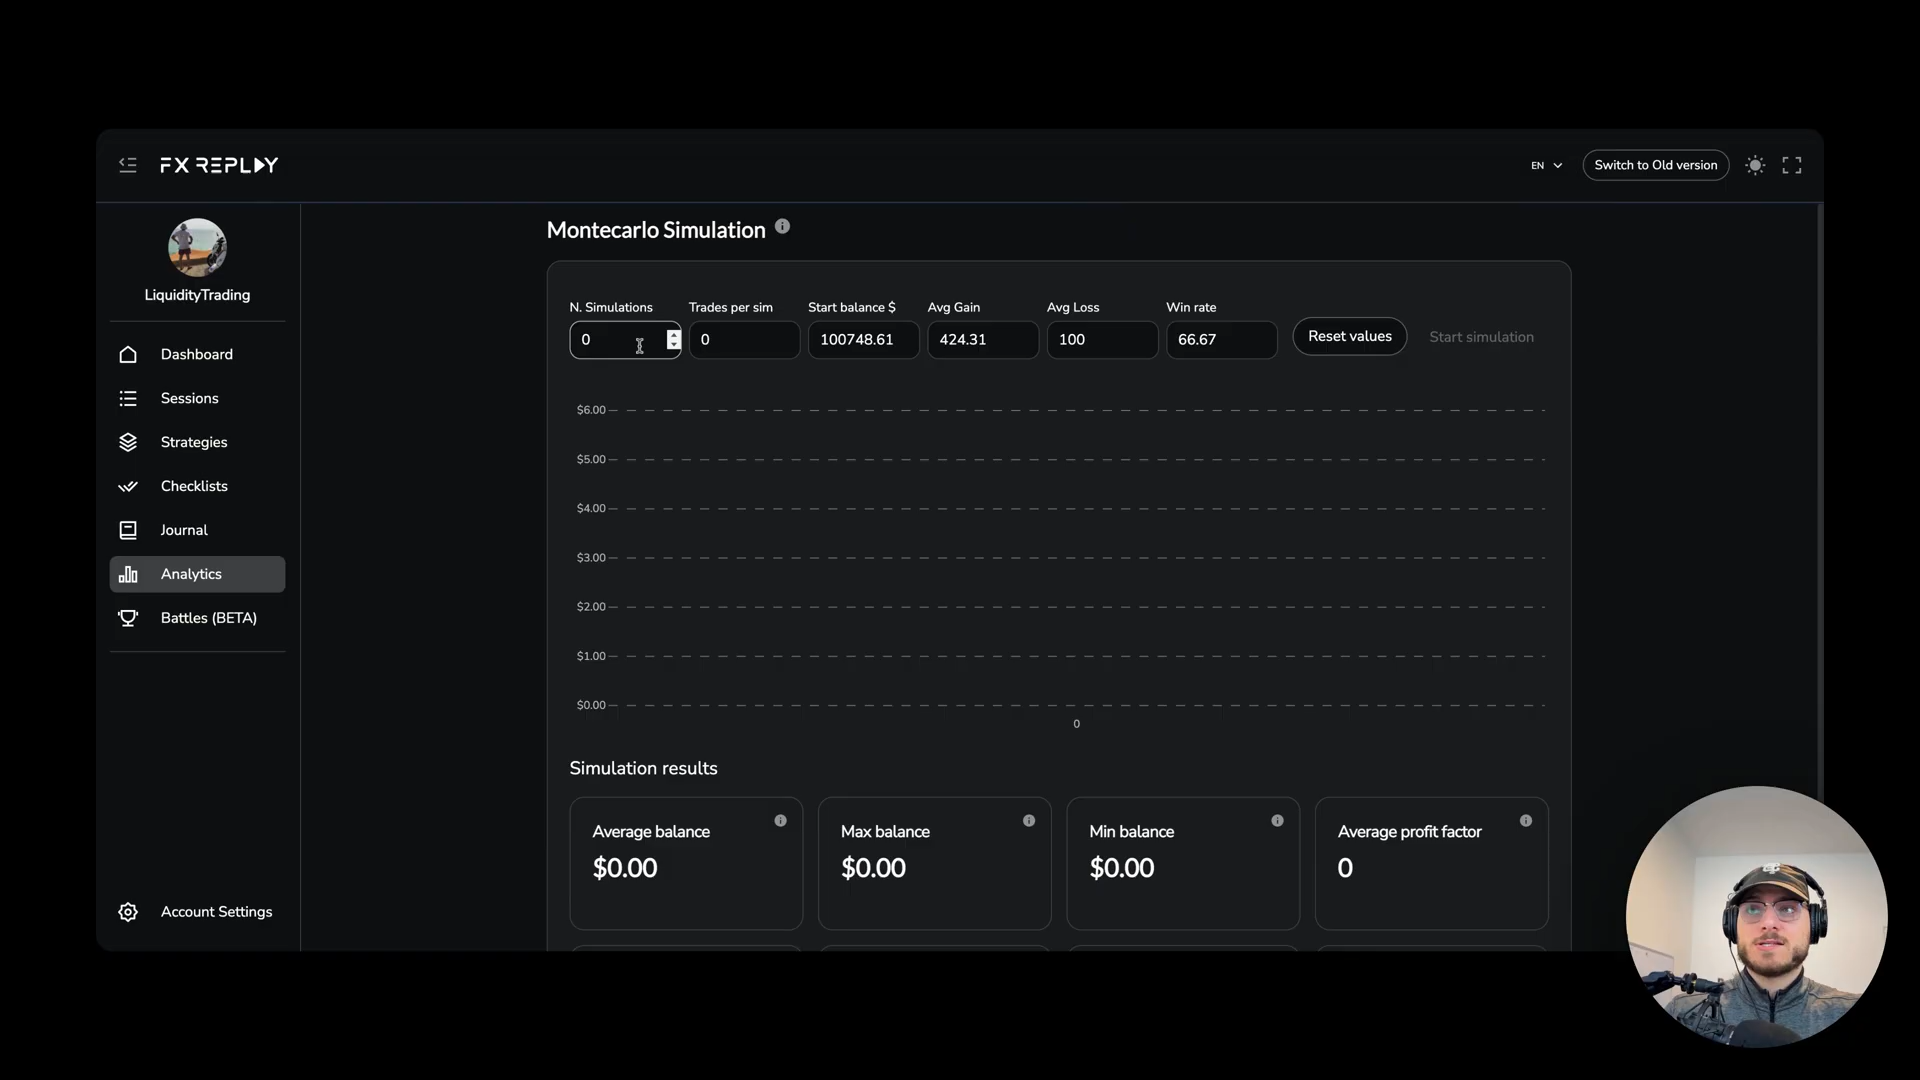 FX REPLAY
EN
Switch to Old version
LiquidityTrading
Dashboard
Sessions
Strategies
Checklists
Journal
Analytics
Battles (BETA)
Account Settings
Montecarlo Simulation
N. Simulations
Trades per sim
Start balance $
Avg Gain
Avg Loss
Win rate
0
0
100748.61
424.31
100
66.67
Reset values
Start simulation
$6.00
$5.00
$4.00
$3.00
$2.00
$1.00
$0.00
0
Simulation results
Average balance
$0.00
Max balance
$0.00
Min balance
$0.00
Average profit factor
0